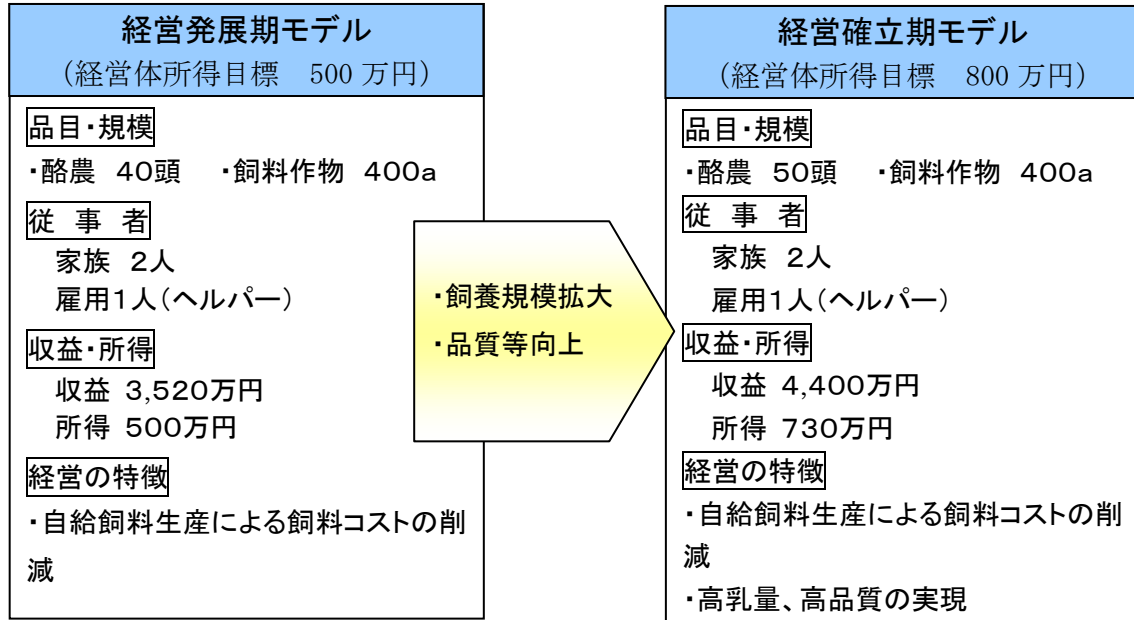 経営発展期モデル
（経営体所得目標　500 万円）
品目・規模
・酪農 ４０頭　・飼料作物 ４００a
従 事 者
家族 ２人
雇用１人（ヘルパー）
収益・所得
収益 3,520万円
所得 ５００万円
経営の特徴
・自給飼料生産による飼料コストの削
減
・飼養規模拡大
・品質等向上
経営確立期モデル
（経営体所得目標　800 万円）
品目・規模
・酪農 ５０頭　・飼料作物 ４００a
従 事 者
家族 ２人
雇用１人（ヘルパー）
収益・所得
収益 4,400万円
所得 ７３０万円
経営の特徴
・自給飼料生産による飼料コストの削
減
・高乳量、高品質の実現